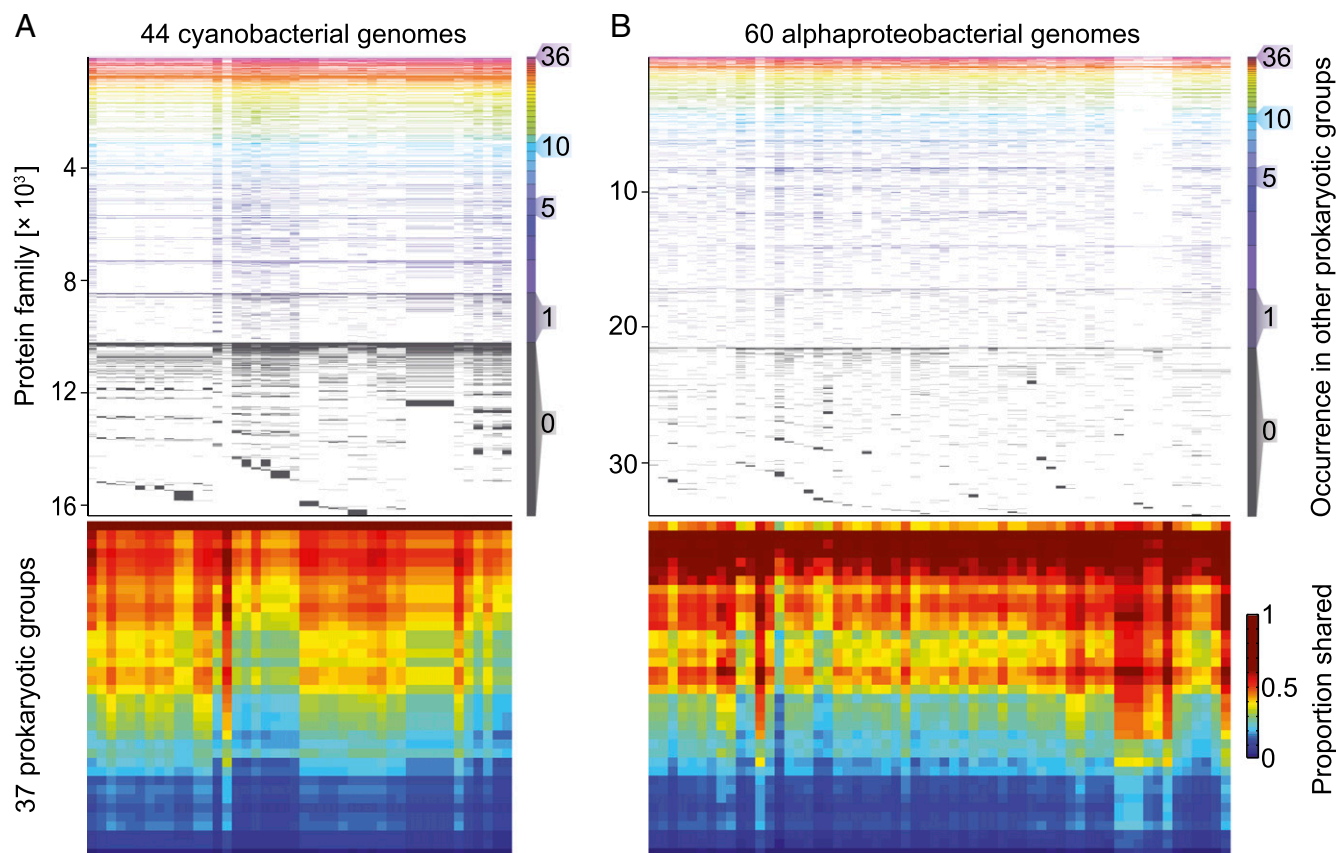 A
44 cyanobacterial genomes
Protein family [× 10³]
4
8
12
16
36
10
5
1
0
37 prokaryotic groups
B
60 alphaproteobacterial genomes
10
20
30
36
10
5
1
0
Occurrence in other prokaryotic groups
1
0.5
0
Proportion shared